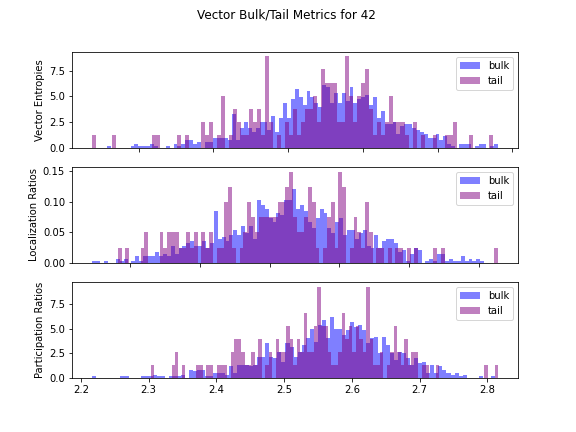 Vector Bulk/Tail Metrics for 42
Vector Entropies
7.5
5.0
2.5
0.0
bulk
tail
Localization Ratios
0.15
0.10
0.05
0.00
bulk
tail
Participation Ratios
7.5
5.0
2.5
0.0
bulk
tail
2.2 2.3 2.4 2.5 2.6 2.7 2.8